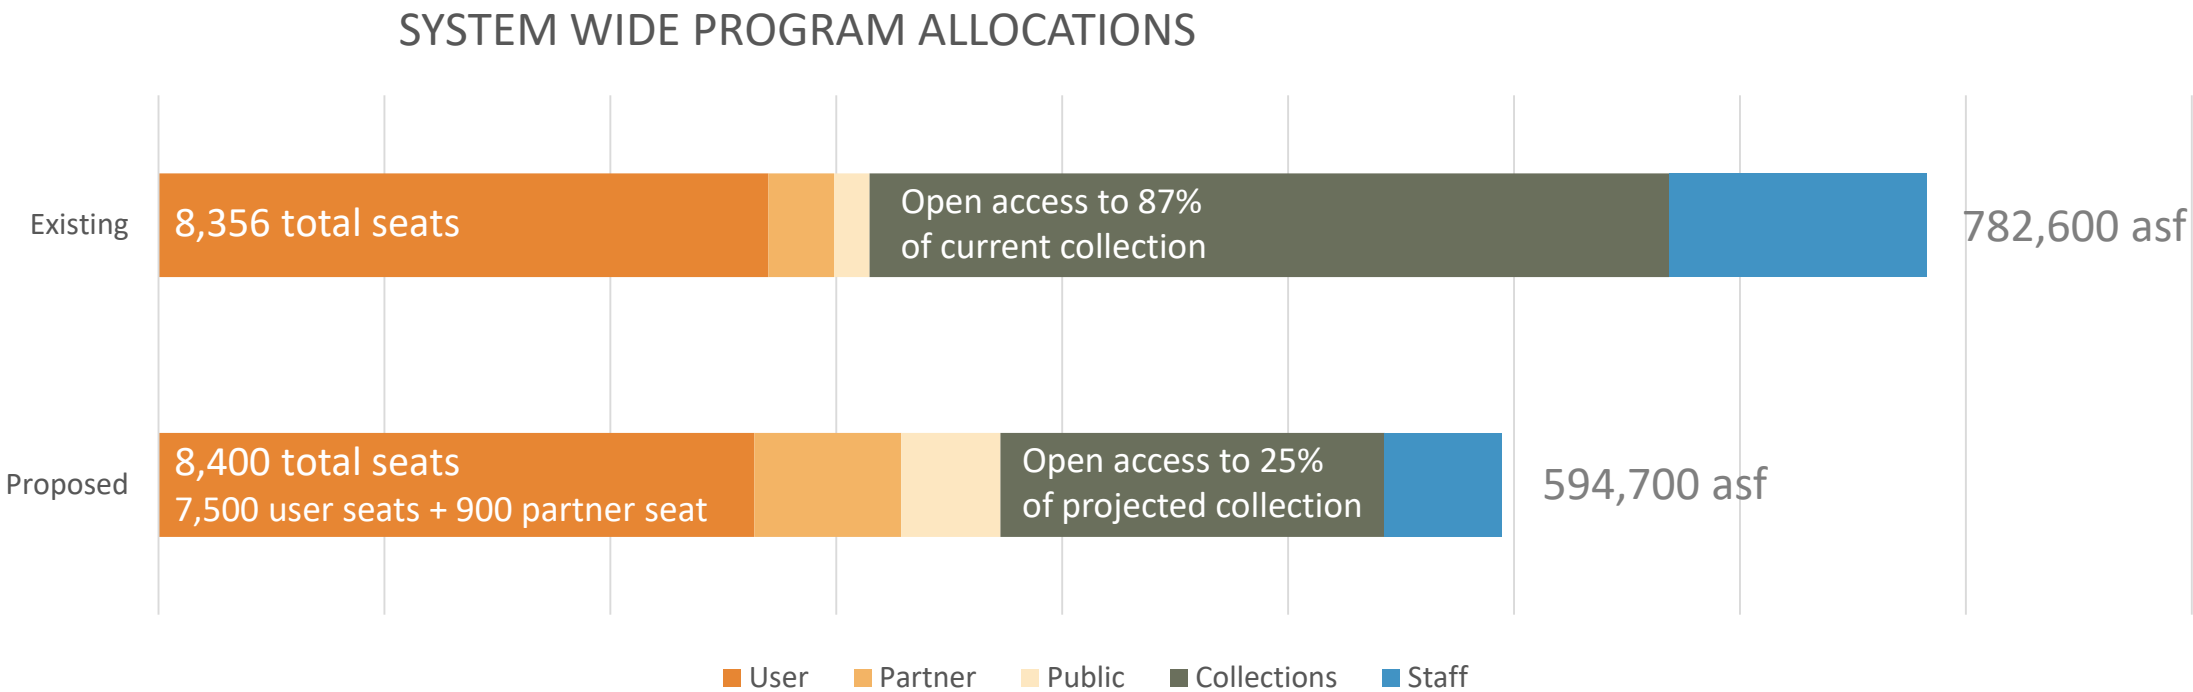 SYSTEM WIDE PROGRAM ALLOCATIONS
Existing
8,356 total seats
Open access to 87%
of current collection
782,600 asf
Proposed
8,400 total seats
7,500 user seats + 900 partner seat
Open access to 25%
of projected collection
594,700 asf
User Partner Public Collections Staff